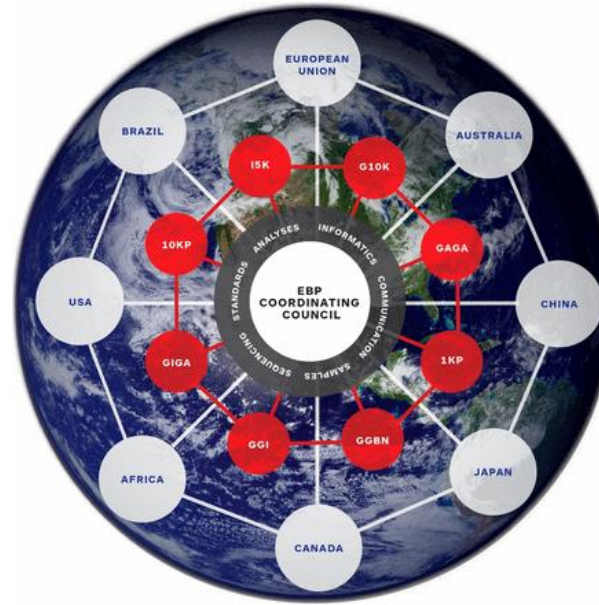 EUROPEAN
UNION
BRAZIL
AUSTRALIA
I5K
G10K
10KP
GAGA
ANALYSES
INFORMATICS
STANDARDS
COMMUNICATION
EBP
COORDINATING
COUNCIL
USA
CHINA
SEQUENCING
SAMPLES
GIGA
1KP
GGI
GGBN
AFRICA
JAPAN
CANADA